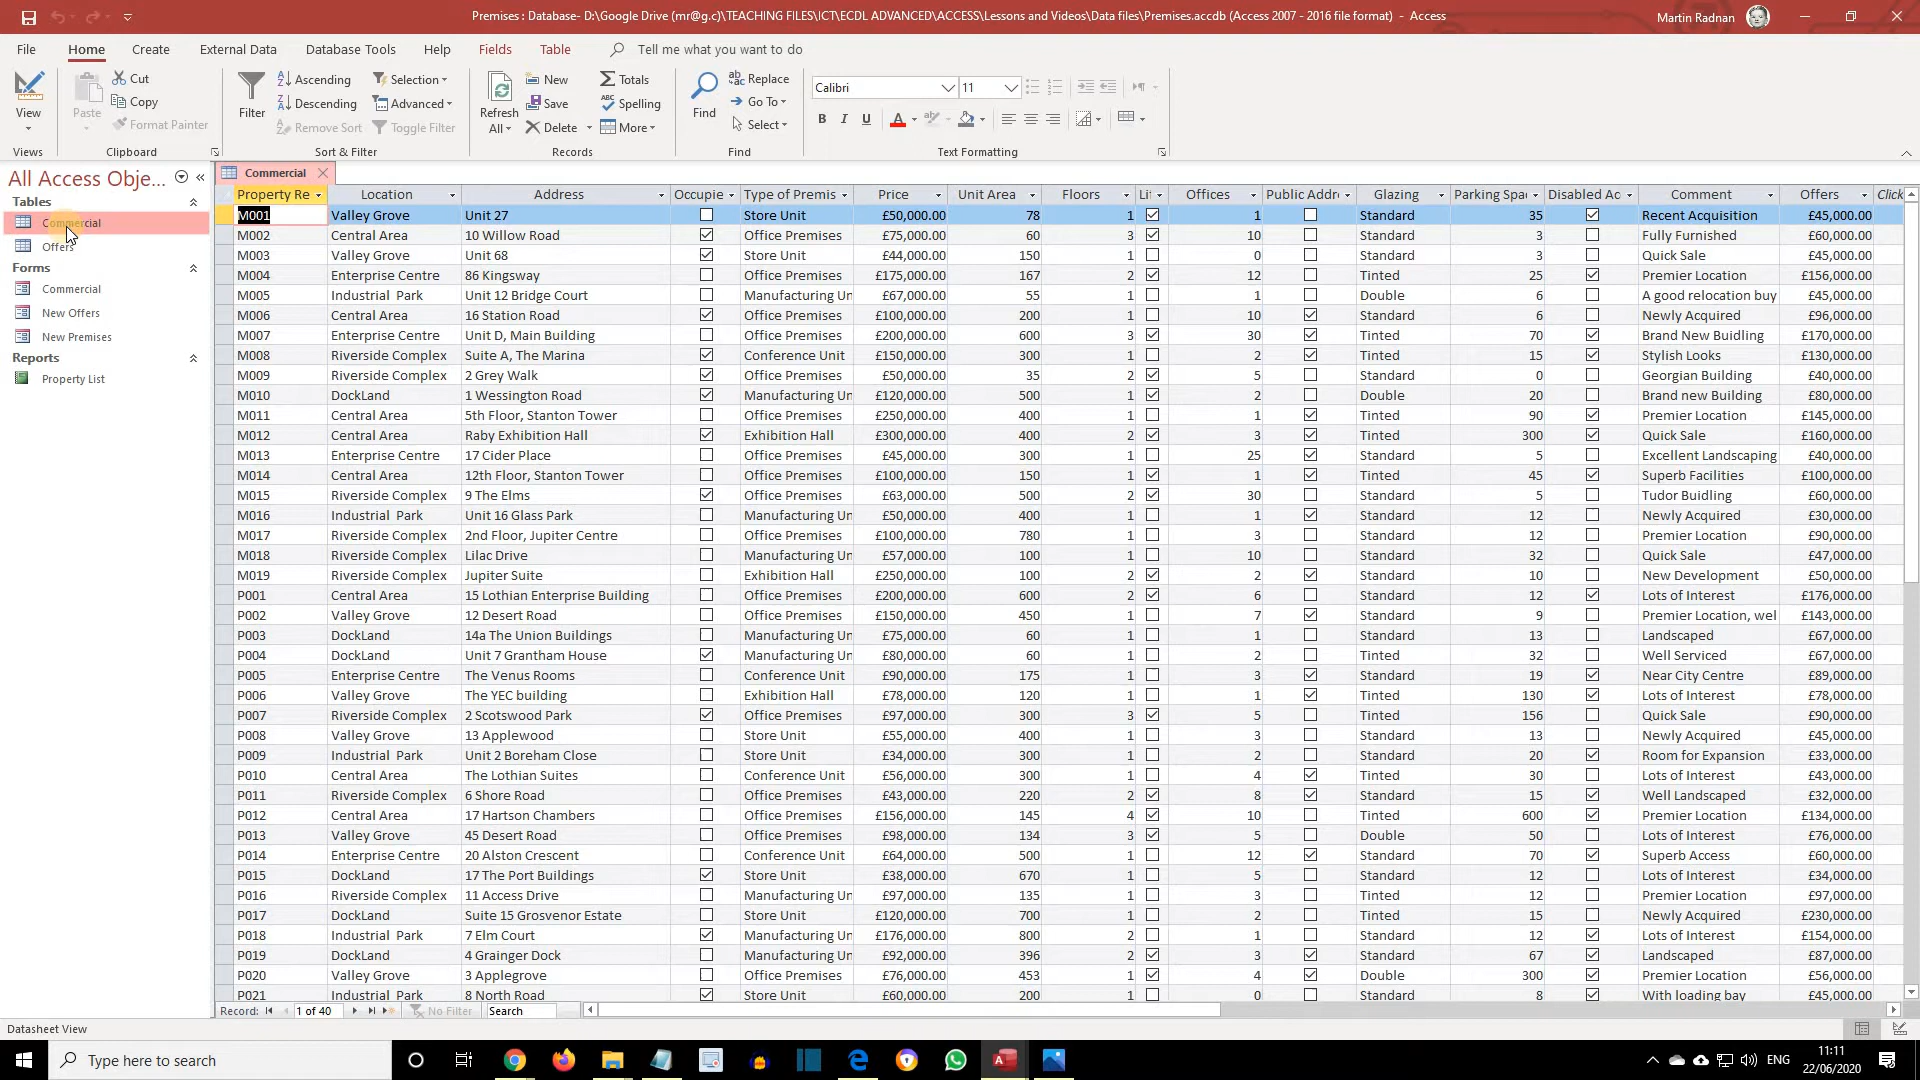 Premises : Database- D:\Google Drive (mr@g.c)\TEACHING FILES\ICT\ECDL ADVANCED\ACCESS\Lessons and Videos\Data files\Premises.accdb (Access 2007 - 2016 file format) - Access
Martin Radnan
File Home Create External Data Database Tools Help Fields Table Tell me what you want to do
View Paste Cut Copy Format Painter Filter Ascending Descending Remove Sort Selection Advanced Toggle Filter Refresh All New Save Delete Totals Spelling More Find Replace Go To Select Calibri 11 B I U A
Views Clipboard Sort & Filter Records Find Text Formatting
All Access Obje...
Tables
Commercial
Offers
Forms
Commercial
New Offers
New Premises
Reports
Property List
Commercial
Property Re Location Address Occupie Type of Premis Price Unit Area Floors Li Offices Public Addre Glazing Parking Spa Disabled Ac Comment Offers Click
M001 Valley Grove Unit 27 Store Unit £50,000.00 78 1 1 Standard 35 Recent Acquisition £45,000.00
M002 Central Area 10 Willow Road Office Premises £75,000.00 60 3 10 Standard 3 Fully Furnished £60,000.00
M003 Valley Grove Unit 68 Store Unit £44,000.00 150 1 0 Standard 3 Quick Sale £45,000.00
M004 Enterprise Centre 86 Kingsway Office Premises £175,000.00 167 2 12 Tinted 25 Premier Location £156,000.00
M005 Industrial Park Unit 12 Bridge Court Manufacturing Un £67,000.00 55 1 1 Double 6 A good relocation buy £45,000.00
M006 Central Area 16 Station Road Office Premises £100,000.00 200 1 10 Standard 6 Newly Acquired £96,000.00
M007 Enterprise Centre Unit D, Main Building Office Premises £200,000.00 600 3 30 Tinted 70 Brand New Buidling £170,000.00
M008 Riverside Complex Suite A, The Marina Conference Unit £150,000.00 300 1 2 Tinted 15 Stylish Looks £130,000.00
M009 Riverside Complex 2 Grey Walk Office Premises £50,000.00 35 2 5 Standard 0 Georgian Building £40,000.00
M010 DockLand 1 Wessington Road Manufacturing Un £120,000.00 500 1 2 Double 20 Brand new Building £80,000.00
M011 Central Area 5th Floor, Stanton Tower Office Premises £250,000.00 400 1 1 Tinted 90 Premier Location £145,000.00
M012 Central Area Raby Exhibition Hall Exhibition Hall £300,000.00 400 2 3 Tinted 300 Quick Sale £160,000.00
M013 Enterprise Centre 17 Cider Place Office Premises £45,000.00 300 1 25 Standard 5 Excellent Landscaping £40,000.00
M014 Central Area 12th Floor, Stanton Tower Office Premises £100,000.00 150 1 1 Tinted 45 Superb Facilities £100,000.00
M015 Riverside Complex 9 The Elms Office Premises £63,000.00 500 2 30 Standard 5 Tudor Buidling £60,000.00
M016 Industrial Park Unit 16 Glass Park Manufacturing Un £50,000.00 400 1 1 Standard 12 Newly Acquired £30,000.00
M017 Riverside Complex 2nd Floor, Jupiter Centre Office Premises £100,000.00 780 1 3 Standard 12 Premier Location £90,000.00
M018 Riverside Complex Lilac Drive Manufacturing Un £57,000.00 100 1 10 Standard 32 Quick Sale £47,000.00
M019 Riverside Complex Jupiter Suite Exhibition Hall £250,000.00 100 2 2 Standard 10 New Development £50,000.00
P001 Central Area 15 Lothian Enterprise Building Office Premises £200,000.00 600 2 6 Standard 12 Lots of Interest £176,000.00
P002 Valley Grove 12 Desert Road Office Premises £150,000.00 450 1 7 Standard 9 Premier Location, wel £143,000.00
P003 DockLand 14a The Union Buildings Manufacturing Un £75,000.00 60 1 1 Standard 13 Landscaped £67,000.00
P004 DockLand Unit 7 Grantham House Manufacturing Un £80,000.00 60 1 2 Tinted 32 Well Serviced £67,000.00
P005 Enterprise Centre The Venus Rooms Conference Unit £90,000.00 175 1 3 Standard 19 Near City Centre £89,000.00
P006 Valley Grove The YEC building Exhibition Hall £78,000.00 120 1 1 Tinted 130 Lots of Interest £78,000.00
P007 Riverside Complex 2 Scotswood Park Office Premises £97,000.00 300 3 5 Tinted 156 Quick Sale £90,000.00
P008 Valley Grove 13 Applewood Store Unit £55,000.00 400 1 3 Standard 13 Newly Acquired £45,000.00
P009 Industrial Park Unit 2 Boreham Close Store Unit £34,000.00 300 1 2 Standard 20 Room for Expansion £33,000.00
P010 Central Area The Lothian Suites Conference Unit £56,000.00 300 1 4 Tinted 30 Lots of Interest £43,000.00
P011 Riverside Complex 6 Shore Road Office Premises £43,000.00 220 2 8 Standard 15 Well Landscaped £32,000.00
P012 Central Area 17 Hartson Chambers Office Premises £156,000.00 145 4 10 Tinted 600 Premier Location £134,000.00
P013 Valley Grove 45 Desert Road Office Premises £98,000.00 134 3 5 Double 50 Lots of Interest £76,000.00
P014 Enterprise Centre 20 Alston Crescent Conference Unit £64,000.00 500 1 12 Standard 70 Superb Access £60,000.00
P015 DockLand 17 The Port Buildings Store Unit £38,000.00 670 1 5 Standard 12 Lots of Interest £34,000.00
P016 Riverside Complex 11 Access Drive Manufacturing Un £97,000.00 135 1 3 Tinted 12 Premier Location £97,000.00
P017 DockLand Suite 15 Grosvenor Estate Store Unit £120,000.00 700 1 2 Tinted 15 Newly Acquired £230,000.00
P018 Industrial Park 7 Elm Court Manufacturing Un £176,000.00 800 2 1 Standard 12 Lots of Interest £154,000.00
P019 DockLand 4 Grainger Dock Manufacturing Un £92,000.00 396 2 3 Standard 67 Landscaped £87,000.00
P020 Valley Grove 3 Applegrove Office Premises £76,000.00 453 1 4 Double 300 Premier Location £56,000.00
P021 Industrial Park 8 North Road Store Unit £60,000.00 200 1 0 Standard 8 With loading bay £45,000.00
Record: 1 of 40 No Filter Search
Datasheet View
Type here to search
ENG
11:11
22/06/2020